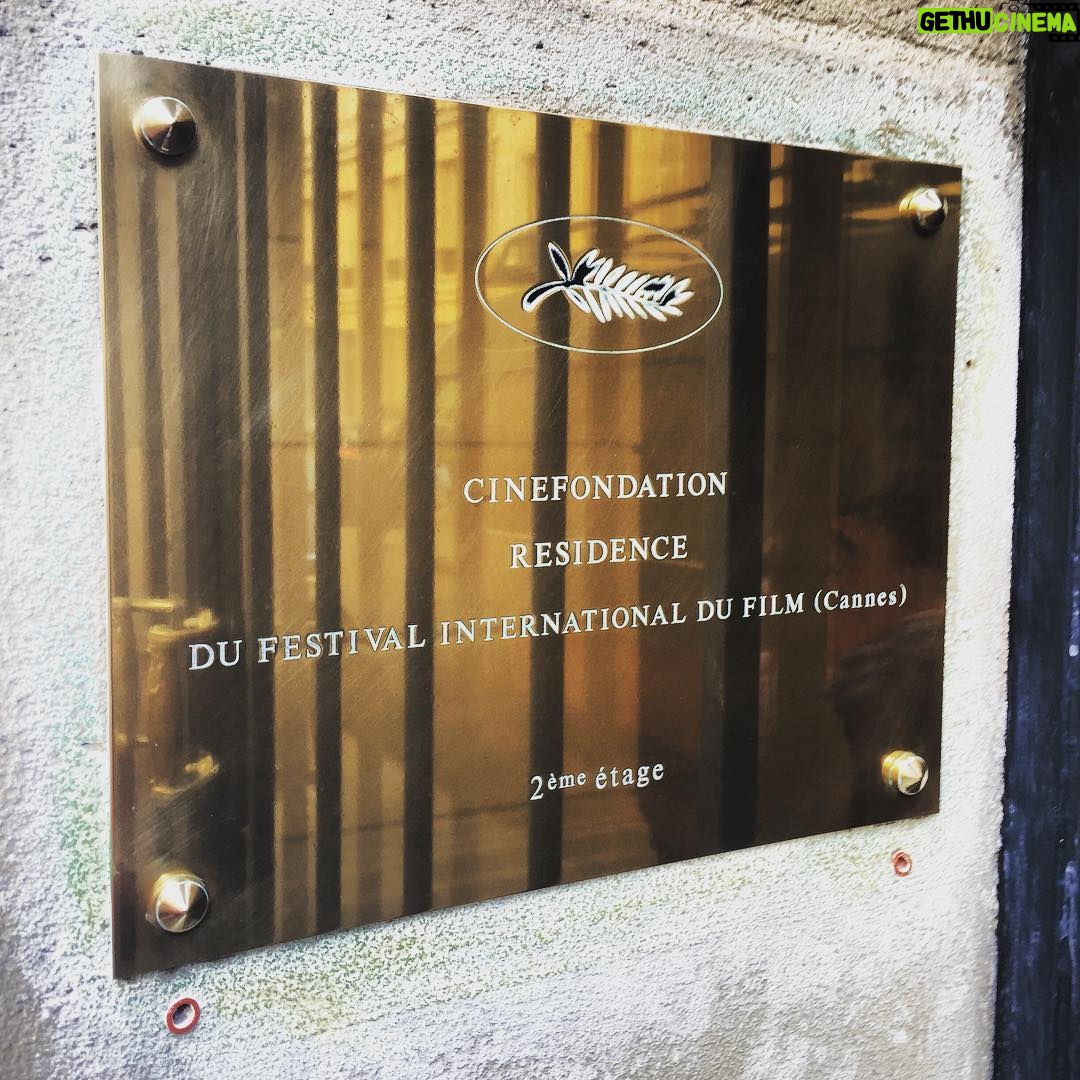 GETHUCINEMA
CINEFONDATION
RESIDENCE
DU FESTIVAL INTERNATIONAL DU FILM (Cannes)
2ème étage